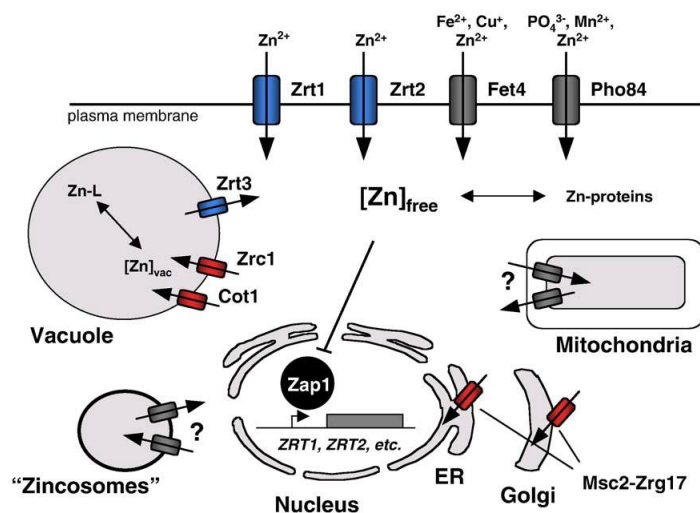 Fe²⁺, Cu⁺, PO₄³⁻, Mn²⁺,
Zn²⁺ Zn²⁺ Zn²⁺ Zn²⁺
Zrt1 Zrt2 Fet4 Pho84
plasma membrane
Zrt3
Zn-L
[Zn]free
Zn-proteins
[Zn]vac
Zrc1
Cot1
?
Vacuole
Mitochondria
Zap1
?
ZRT1, ZRT2, etc.
"Zincosomes"
Nucleus
ER
Golgi
Msc2-Zrg17